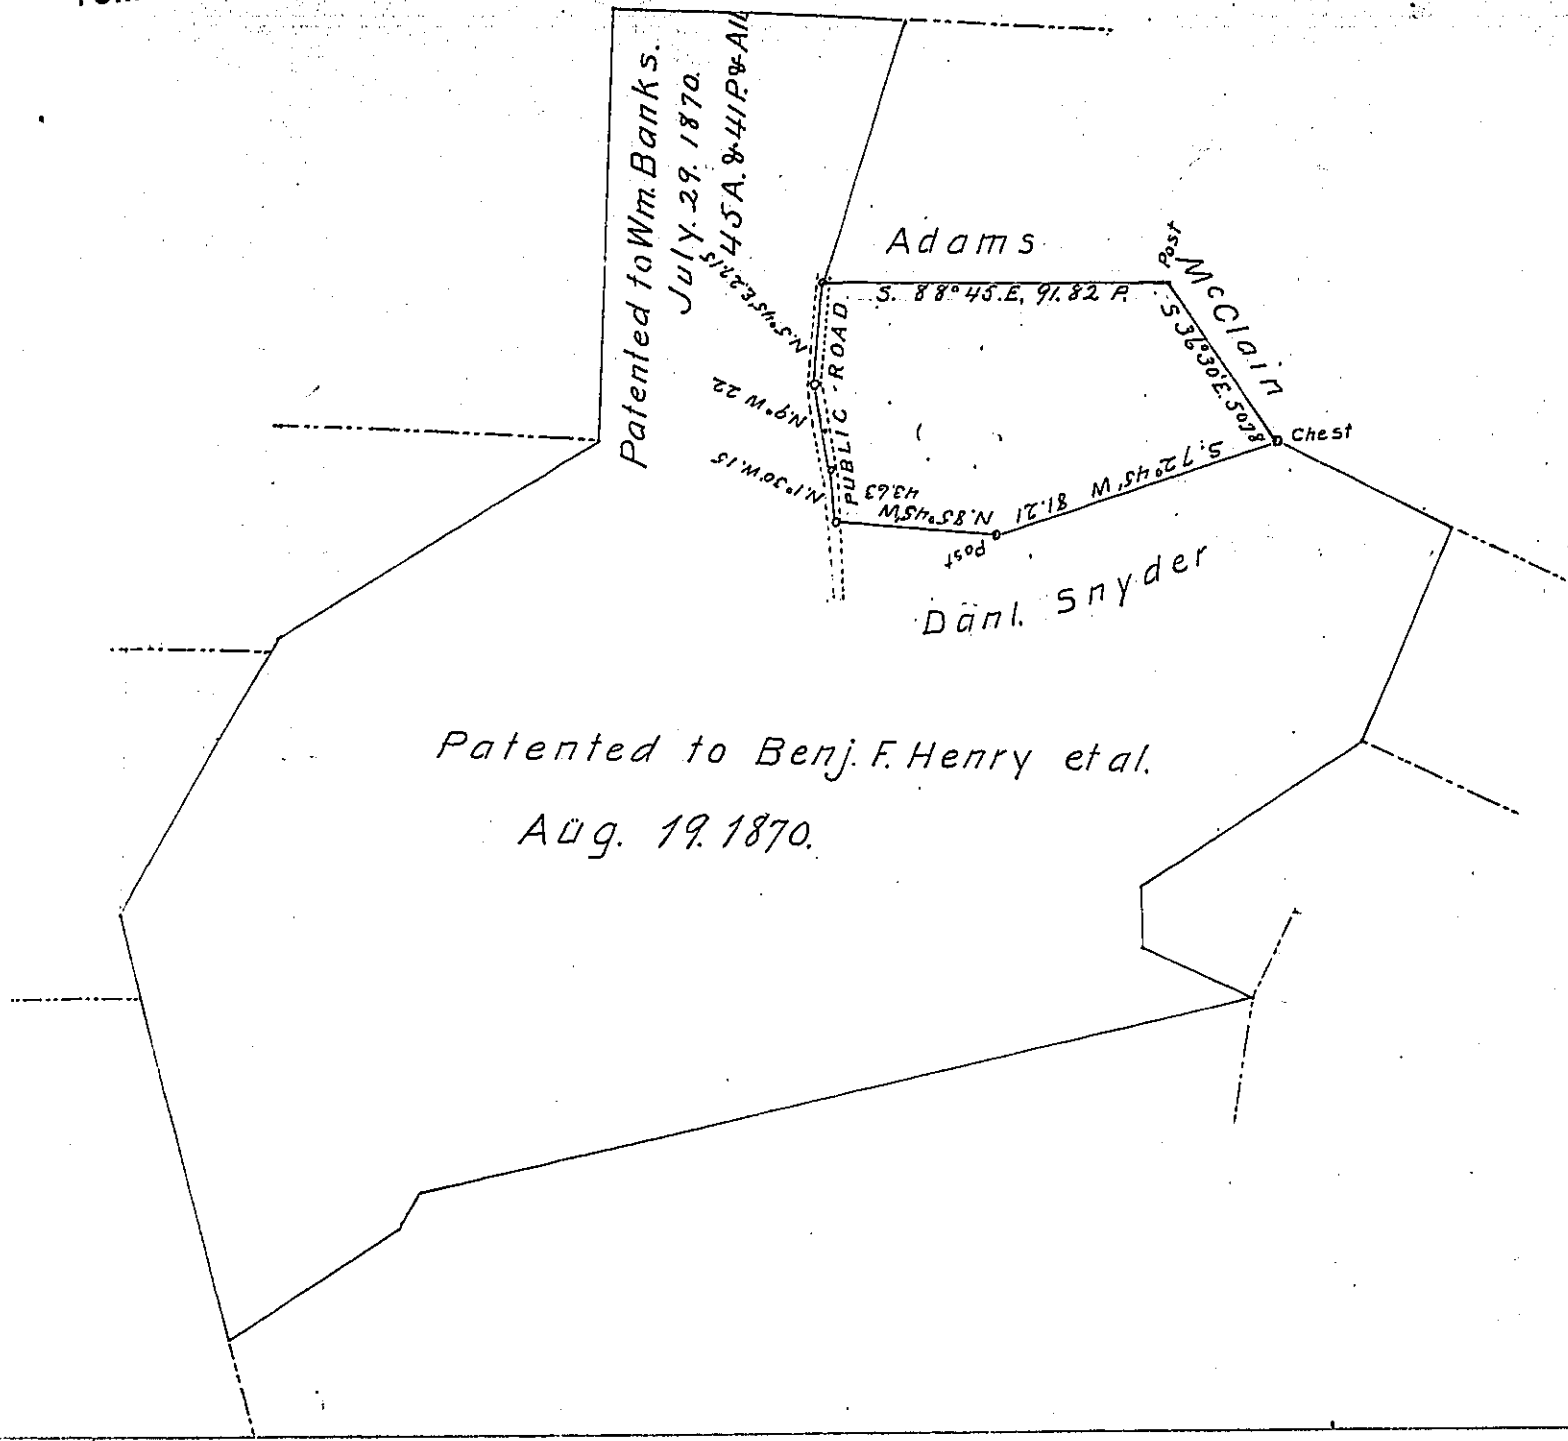 Patented to Wm. Banks.
July. 29. 1870.
45 A. & 41 P. & All
Adams
Post
McClain
S. 88° 45. E, 91.82 P.
S 36° 30' E. 50.78
Chest
S. 72° 45' W 81.21
N. 85° 45' W
43.63
Post
N. 1° 30' W. 15
N. 9° W 22
N. 5° 45' E. 27.15
PUBLIC ROAD
Danl. Snyder
Patented to Benj. F. Henry et al.
Aug. 19. 1870.